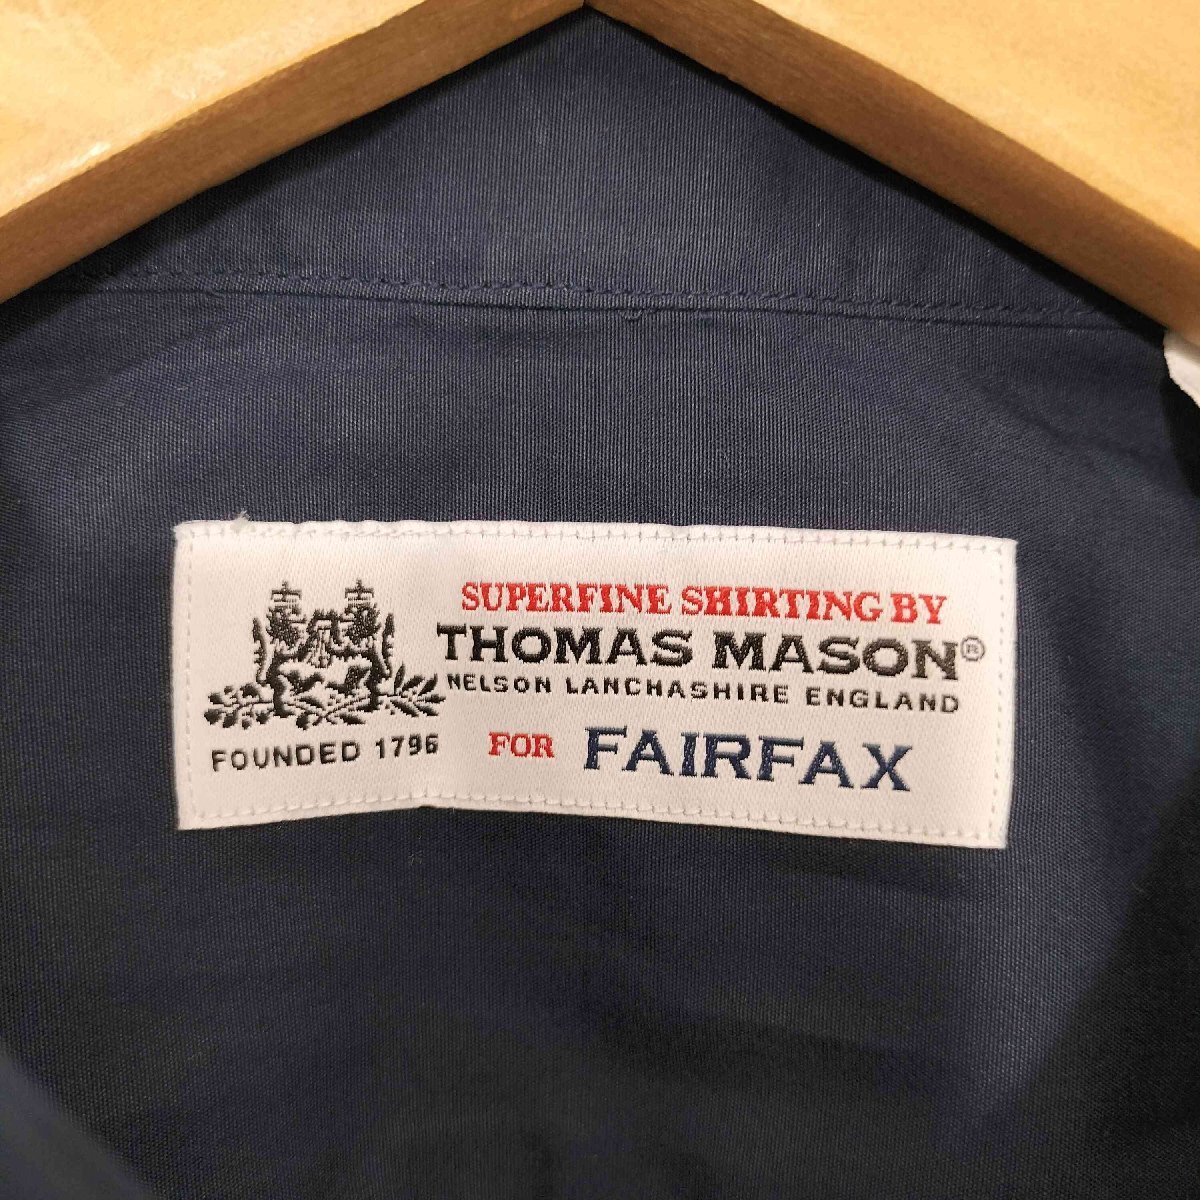 SUPERFINE SHIRTING BY
THOMAS MASON®
NELSON LANCHASHIRE ENGLAND
FOUNDED 1796
FOR FAIRFAX